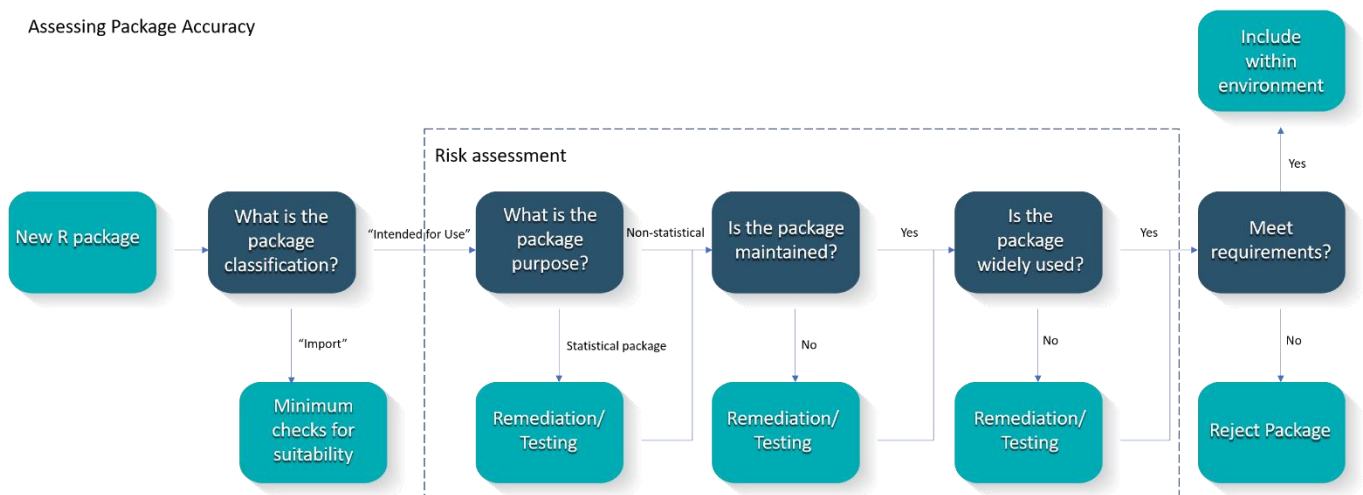 Assessing Package Accuracy
Include
within
environment
Risk assessment
Yes
New R package
What is the
package
classification?
“Intended for Use”
What is the
package
purpose?
Non-statistical
Is the package
maintained?
Yes
Is the
package
widely used?
Yes
Meet
requirements?
“Import”
Statistical package
No
No
No
Minimum
checks for
suitability
Remediation/
Testing
Remediation/
Testing
Remediation/
Testing
Reject Package